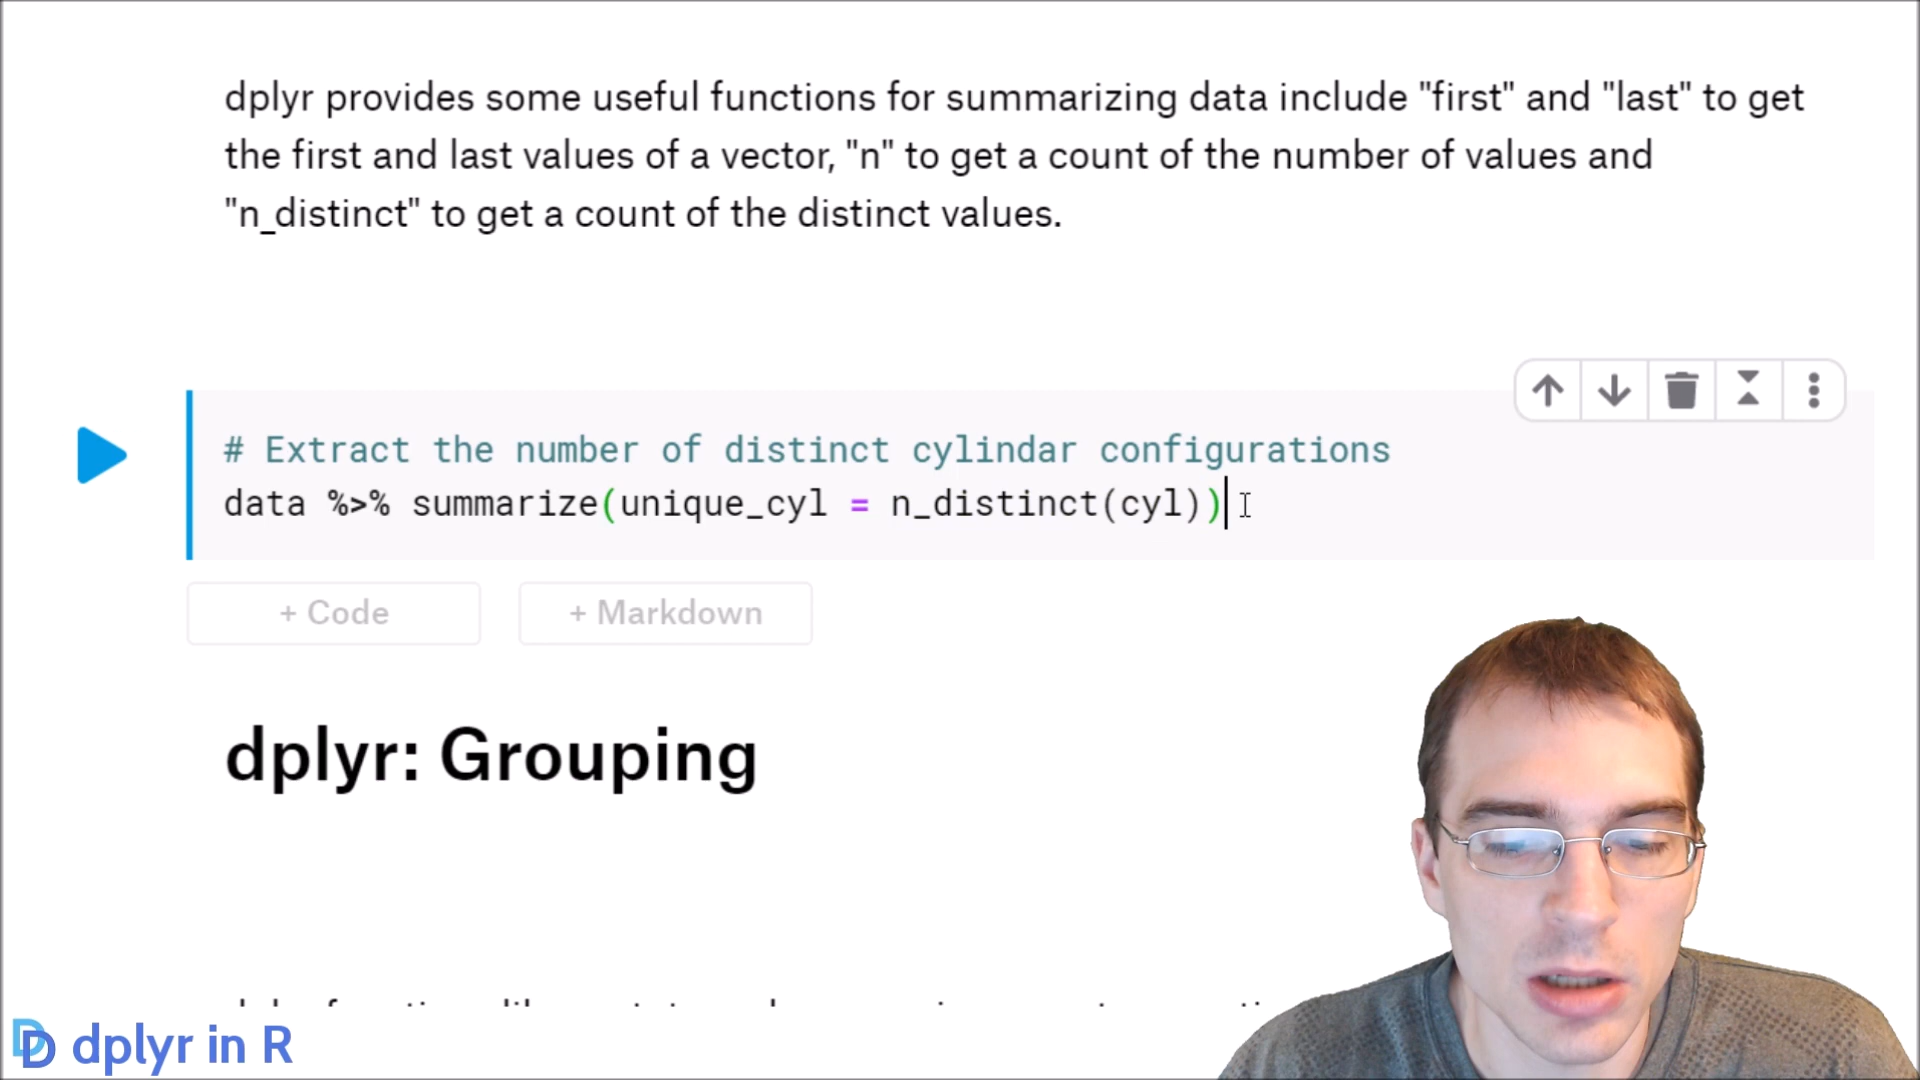 dplyr provides some useful functions for summarizing data include "first" and "last" to get
the first and last values of a vector, "n" to get a count of the number of values and
"n_distinct" to get a count of the distinct values.
# Extract the number of distinct cylindar configurations
data %>% summarize(unique_cyl = n_distinct(cyl))
+ Code
+ Markdown
dplyr: Grouping
dplyr in R